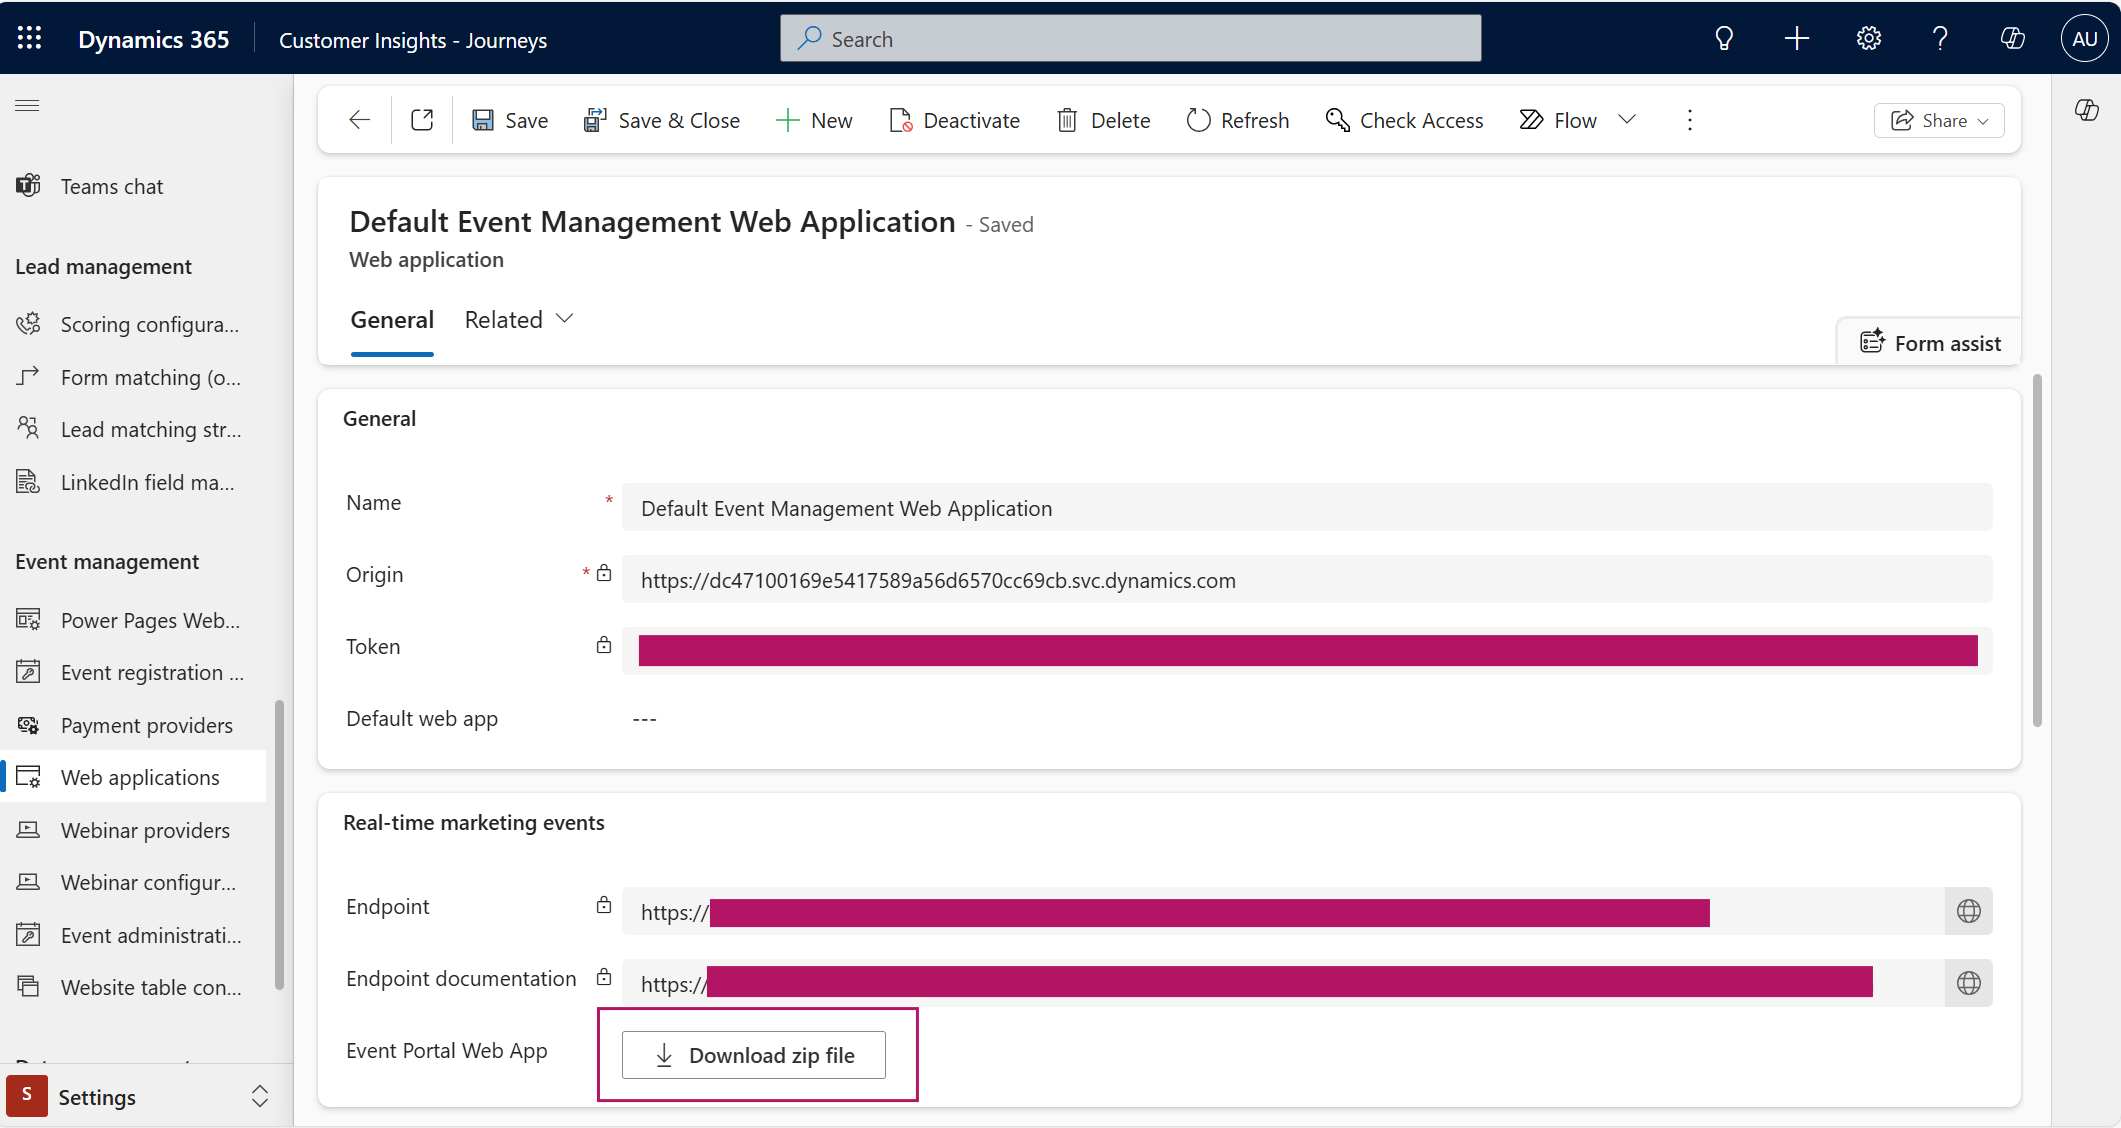 Dynamics 365
Customer Insights - Journeys
Search
AU
Save
Save & Close
New
Deactivate
Delete
Refresh
Check Access
Flow
Share
Teams chat
Lead management
Scoring configura...
Form matching (o...
Lead matching str...
LinkedIn field ma...
Event management
Power Pages Web...
Event registration ...
Payment providers
Web applications
Webinar providers
Webinar configur...
Event administrati...
Website table con...
S
Settings
Default Event Management Web Application - Saved
Web application
General
Related
Form assist
General
Name *
Default Event Management Web Application
Origin *
https://dc47100169e5417589a56d6570cc69cb.svc.dynamics.com
Token
Default web app
---
Real-time marketing events
Endpoint
https://
Endpoint documentation
https://
Event Portal Web App
Download zip file